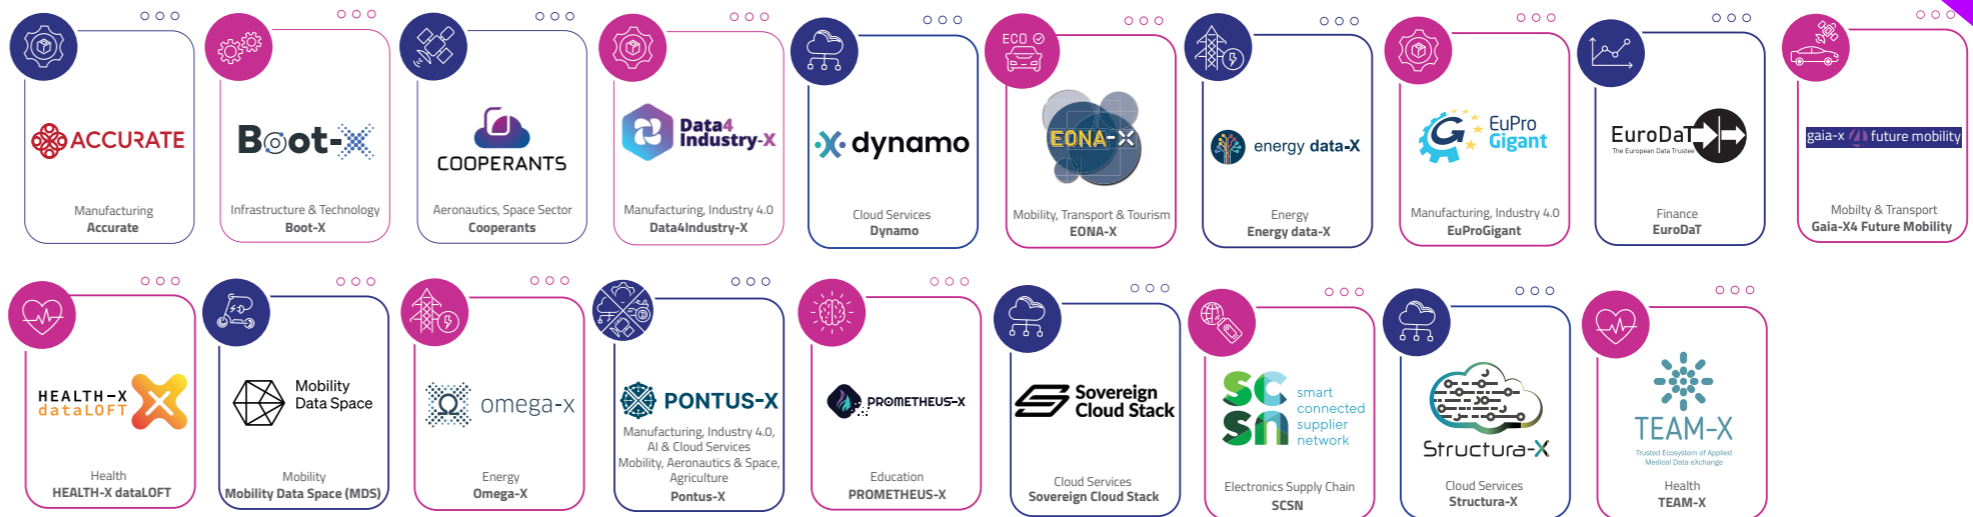 ACCURATE
Manufacturing
Accurate
Boot-X
Infrastructure & Technology
Boot-X
COOPERANTS
Aeronautics, Space Sector
Cooperants
Data4
Industry-X
Manufacturing, Industry 4.0
Data4Industry-X
dynamo
Cloud Services
Dynamo
ECO
EONA-X
Mobility, Transport & Tourism
EONA-X
energy data-X
Energy
Energy data-X
G
EuPro
Gigant
Manufacturing, Industry 4.0
EuProGigant
EuroDaT
The European Data Trustee
Finance
EuroDaT
gaia-x 4 future mobility
Mobilty & Transport
Gaia-X4 Future Mobility
HEALTH-X
dataLOFT
Health
HEALTH-X dataLOFT
Mobility
Data Space
Mobility
Mobility Data Space (MDS)
Ω
omega-x
Energy
Omega-X
PONTUS-X
Manufacturing, Industry 4.0,
AI & Cloud Services
Mobility, Aeronautics & Space,
Agriculture
Pontus-X
PROMETHEUS-X
Education
PROMETHEUS-X
Sovereign
Cloud Stack
Cloud Services
Sovereign Cloud Stack
SC
SN
smart
connected
supplier
network
Electronics Supply Chain
SCSN
Structura-X
Cloud Services
Structura-X
TEAM-X
Trusted Ecosystem of Applied
Medical Data eXchange
Health
TEAM-X